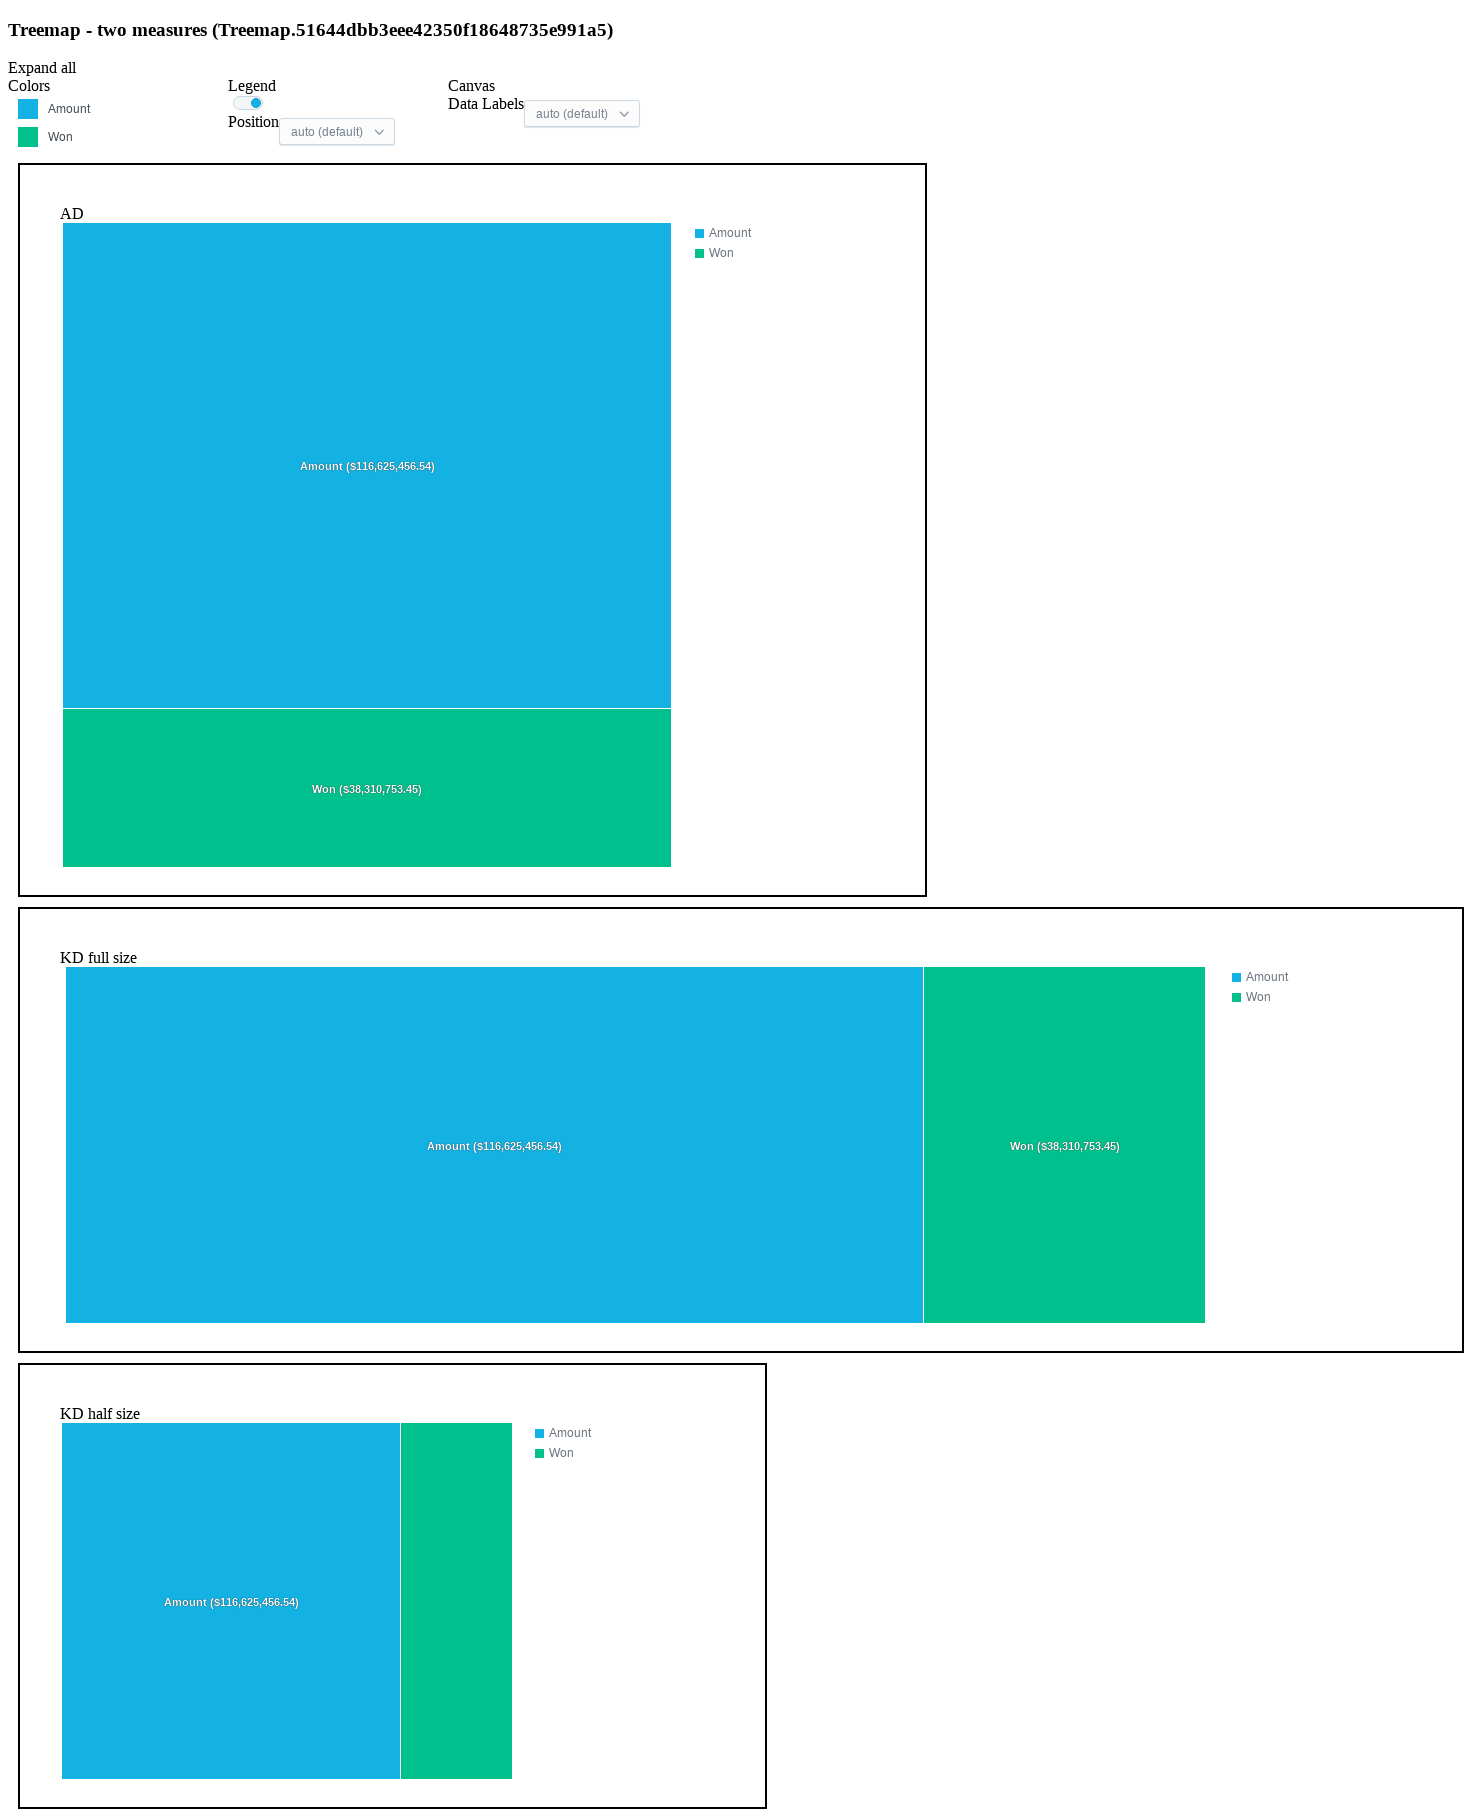 Treemap - two measures (Treemap.51644dbb3eee42350f18648735e991a5)
Expand all
Colors
Amount
Won
Legend
Position auto (default)
Canvas
Data Labels auto (default)
AD
Amount
Won
Amount ($116,625,456.54)
Won ($38,310,753.45)
KD full size
Amount
Won
Amount ($116,625,456.54)
Won ($38,310,753.45)
KD half size
Amount
Won
Amount ($116,625,456.54)